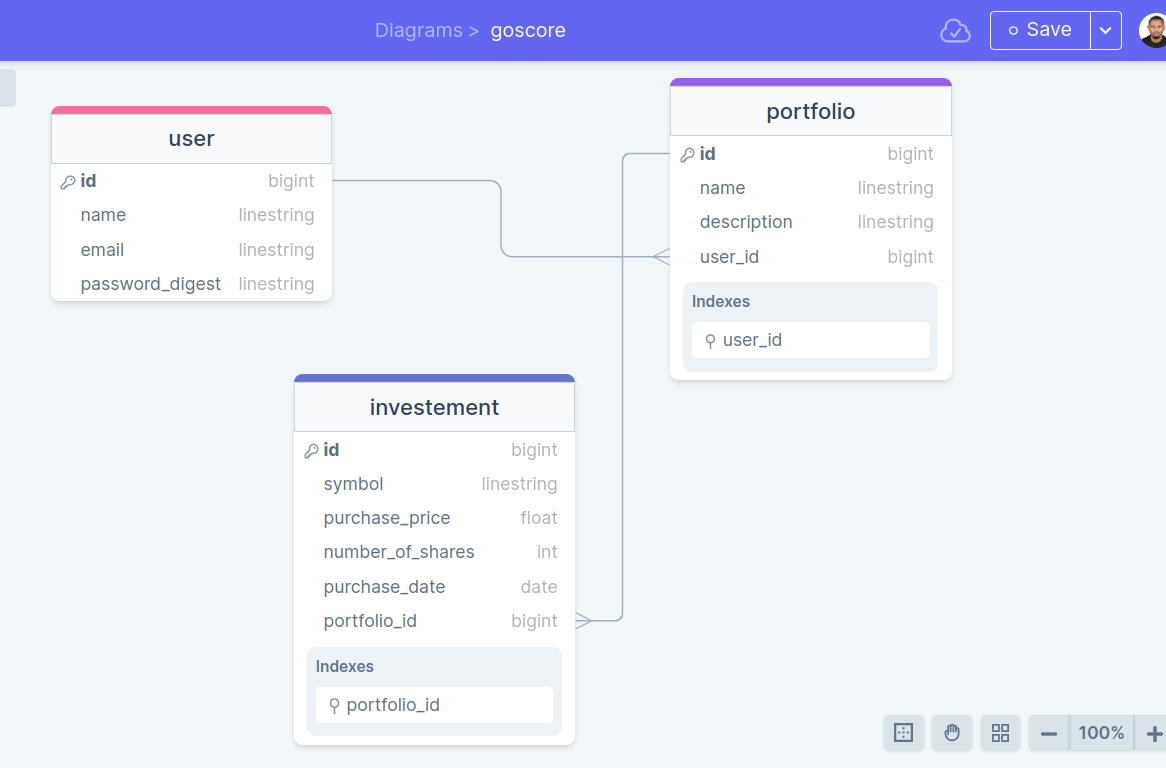 Diagrams > goscore
Save
user
id bigint
name linestring
email linestring
password_digest linestring
portfolio
id bigint
name linestring
description linestring
user_id bigint
Indexes
user_id
investement
id bigint
symbol linestring
purchase_price float
number_of_shares int
purchase_date date
portfolio_id bigint
Indexes
portfolio_id
100%